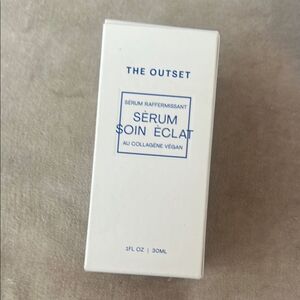 THE OUTSET
SÉRUM RAFFERMISSANT
SÉRUM
SOIN ÉCLAT
AU COLLAGÈNE VÉGAN
1FL OZ | 30ML